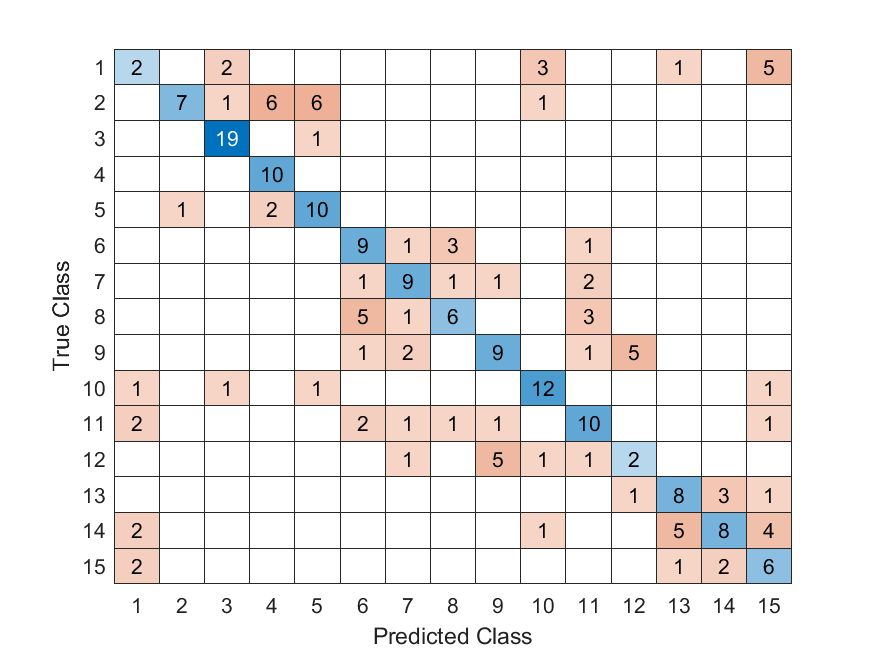 1 2 2 3 1 5
2 7 1 6 6 1
3 19 1
4 10
5 1 2 10
6 9 1 3 1
7 1 9 1 1 2
8 5 1 6 3
9 1 2 9 1 5
10 1 1 1 12 1
11 2 2 1 1 1 10 1
12 1 5 1 1 2
13 1 8 3 1
14 2 1 5 8 4
15 2 1 2 6
1 2 3 4 5 6 7 8 9 10 11 12 13 14 15
Predicted Class
True Class